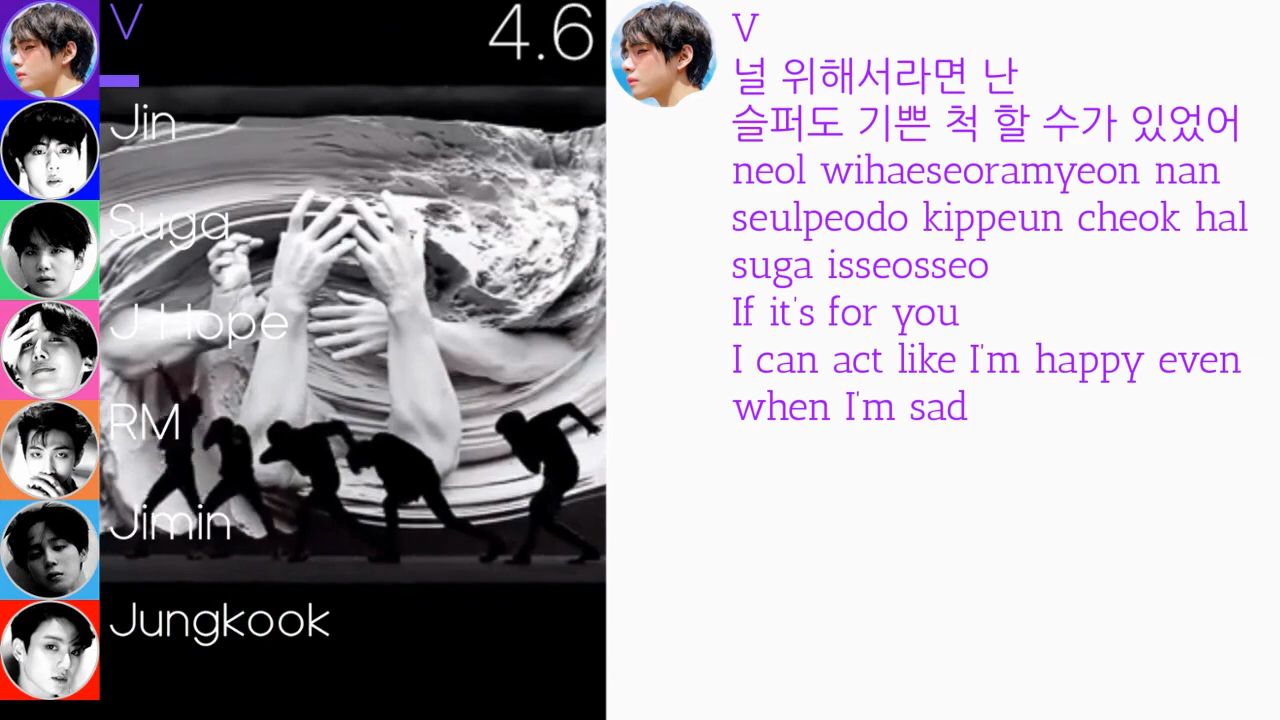 V
4.6
Jin
Suga
J Hope
RM
Jimin
Jungkook
V
널 위해서라면 난
슬퍼도 기쁜 척 할 수가 있었어
neol wihaeseoramyeon nan
seulpeodo kippeun cheok hal
suga isseosseo
If it's for you
I can act like I'm happy even
when I'm sad